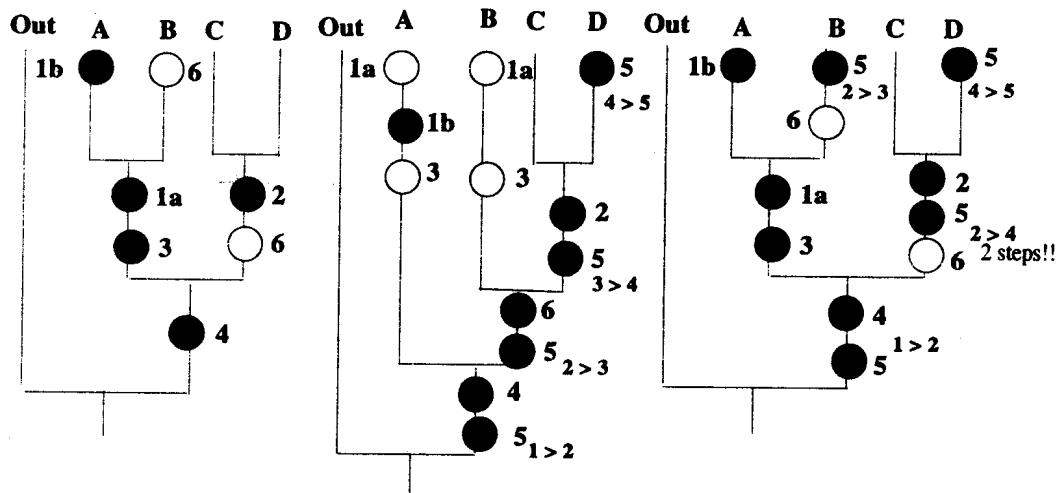 Out A B C D
1b 6
1a 2
3 6
4
Out A B C D
1a 1a 5
4 > 5
1b
3 3
2
5
3 > 4
6
5 2 > 3
4
5 1 > 2
Out A B C D
1b 5 5
2 > 3 4 > 5
6
1a 2
5
2 > 4
3 6 2 steps!!
4
1 > 2
5